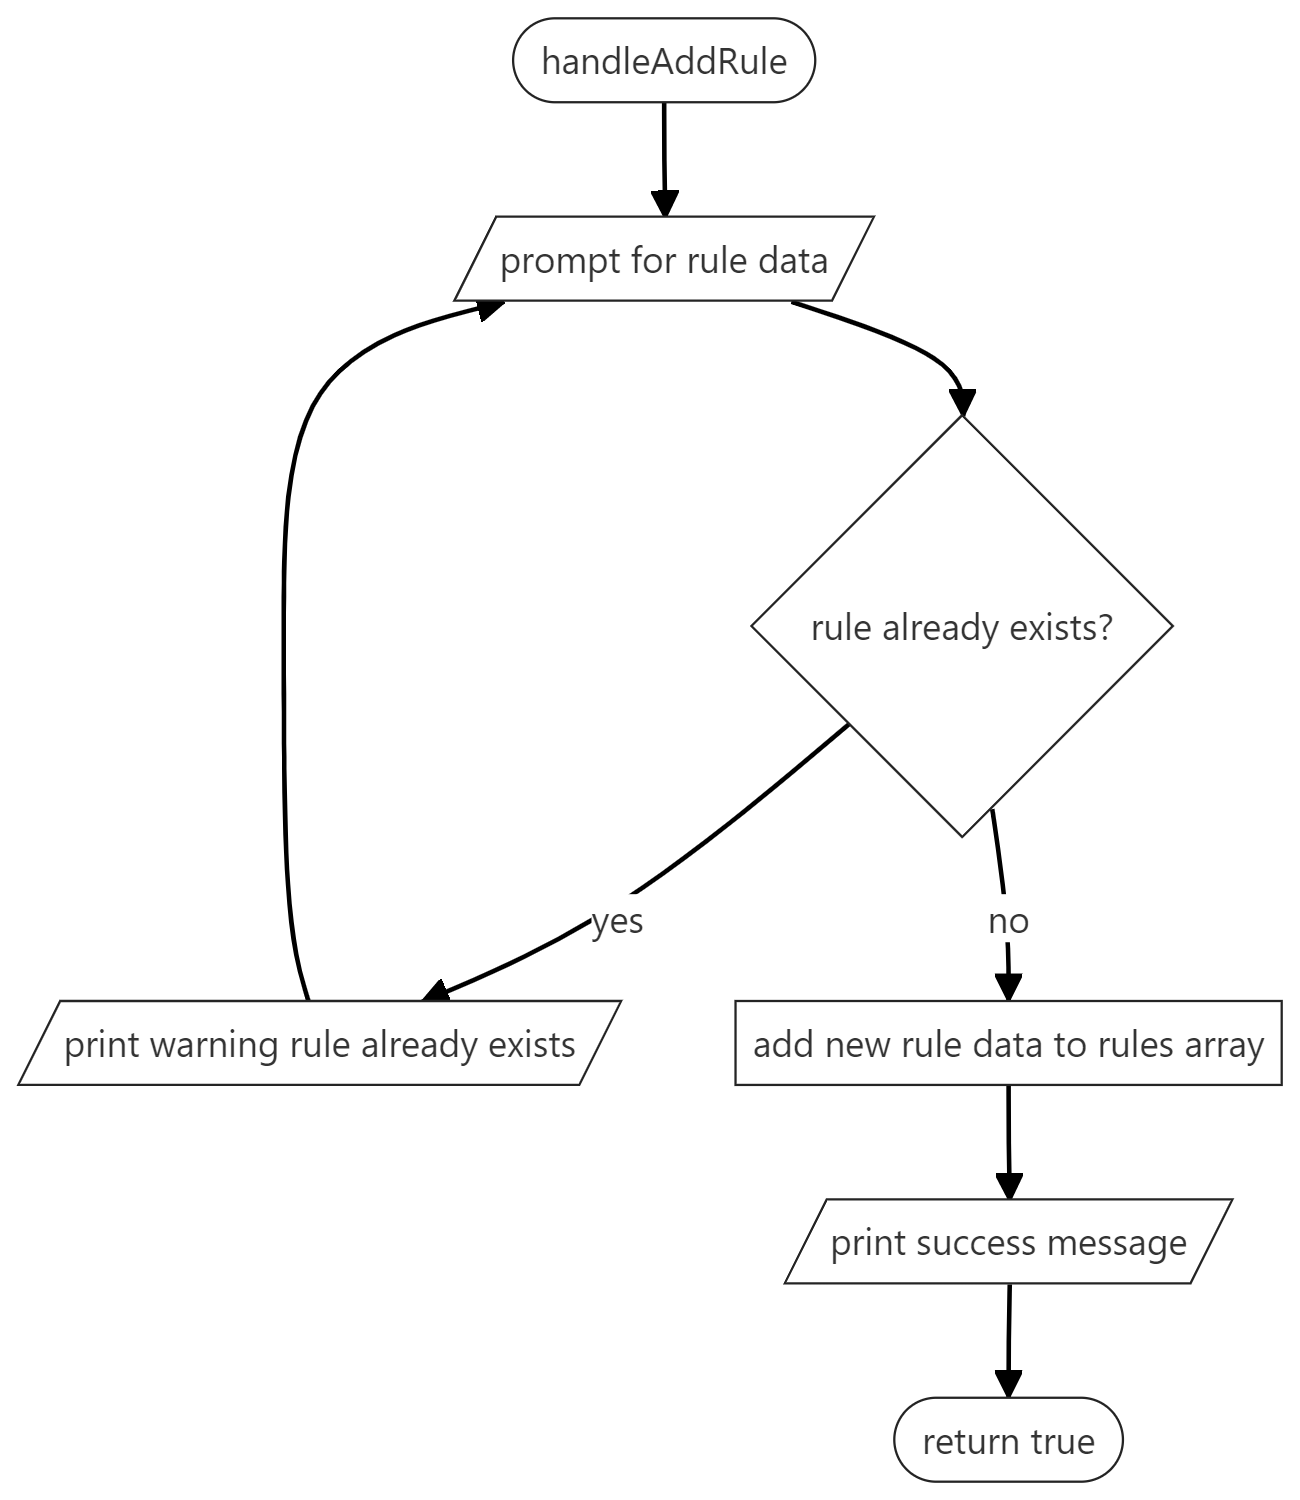 handleAddRule
prompt for rule data
rule already exists?
yes
no
print warning rule already exists
add new rule data to rules array
print success message
return true